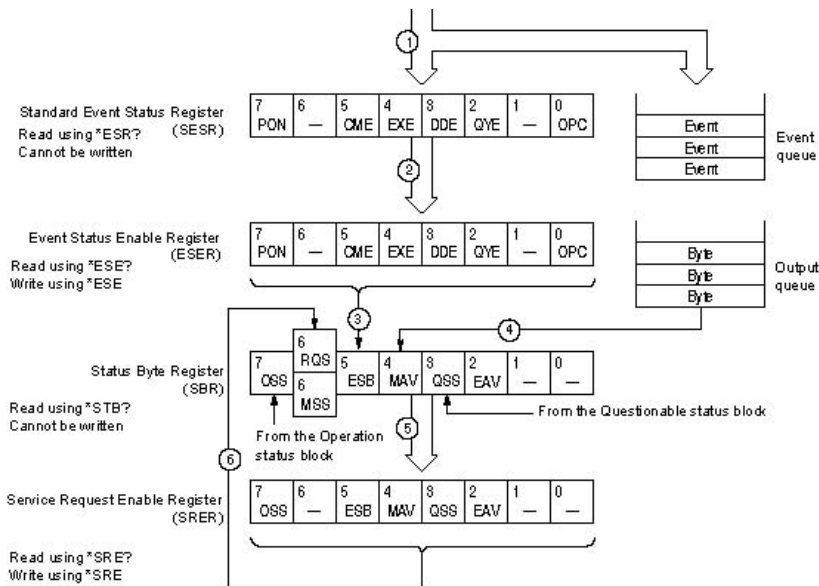 1
Standard Event Status Register
(SESR)
Read using *ESR?
Cannot be written
7 6 5 4 3 2 1 0
PON — CME EXE DDE QYE — OPC
Event
Event
Event
Event
queue
2
Event Status Enable Register
(ESER)
Read using *ESE?
Write using *ESE
7 6 5 4 3 2 1 0
PON — CME EXE DDE QYE — OPC
Byte
Byte
Byte
Output
queue
3
4
Status Byte Register
(SBR)
Read using *STB?
Cannot be written
6
RQS
7 5 4 3 2 1 0
OSS ESB MAV QSS EAV — —
6
MSS
From the Operation
status block
From the Questionable status block
5
6
Service Request Enable Register
(SRER)
Read using *SRE?
Write using *SRE
7 6 5 4 3 2 1 0
OSS — ESB MAV QSS EAV — —